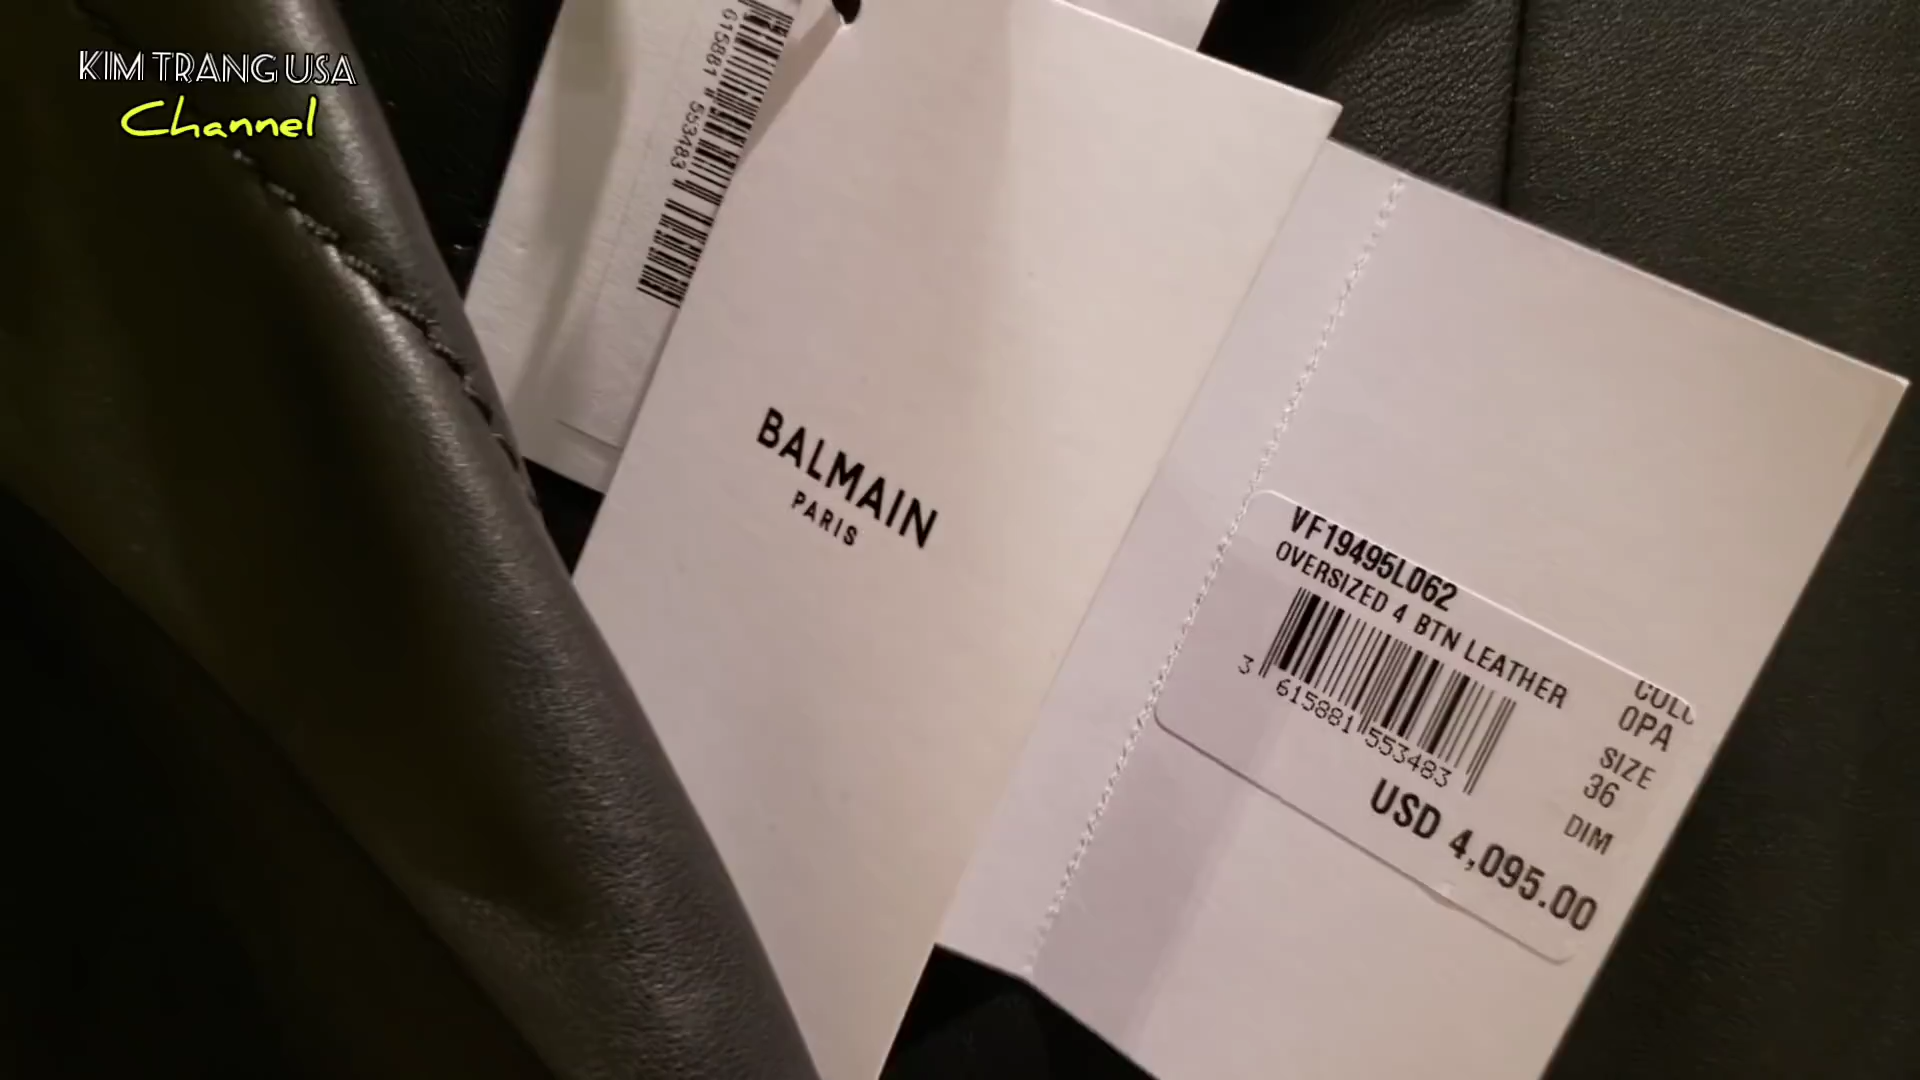 KIM TRANG USA
Channel
615881 553483
BALMAIN
PARIS
VF19495L062
OVERSIZED 4 BTN LEATHER
3 615881 553483
0PA
SIZE
36
DIM
USD 4,095.00